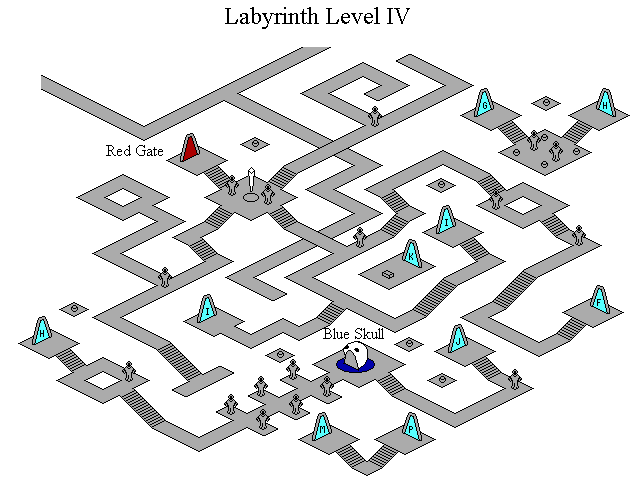 Labyrinth Level IV
G
H
Red Gate
I
K
F
I
H
Blue Skull
J
M
P